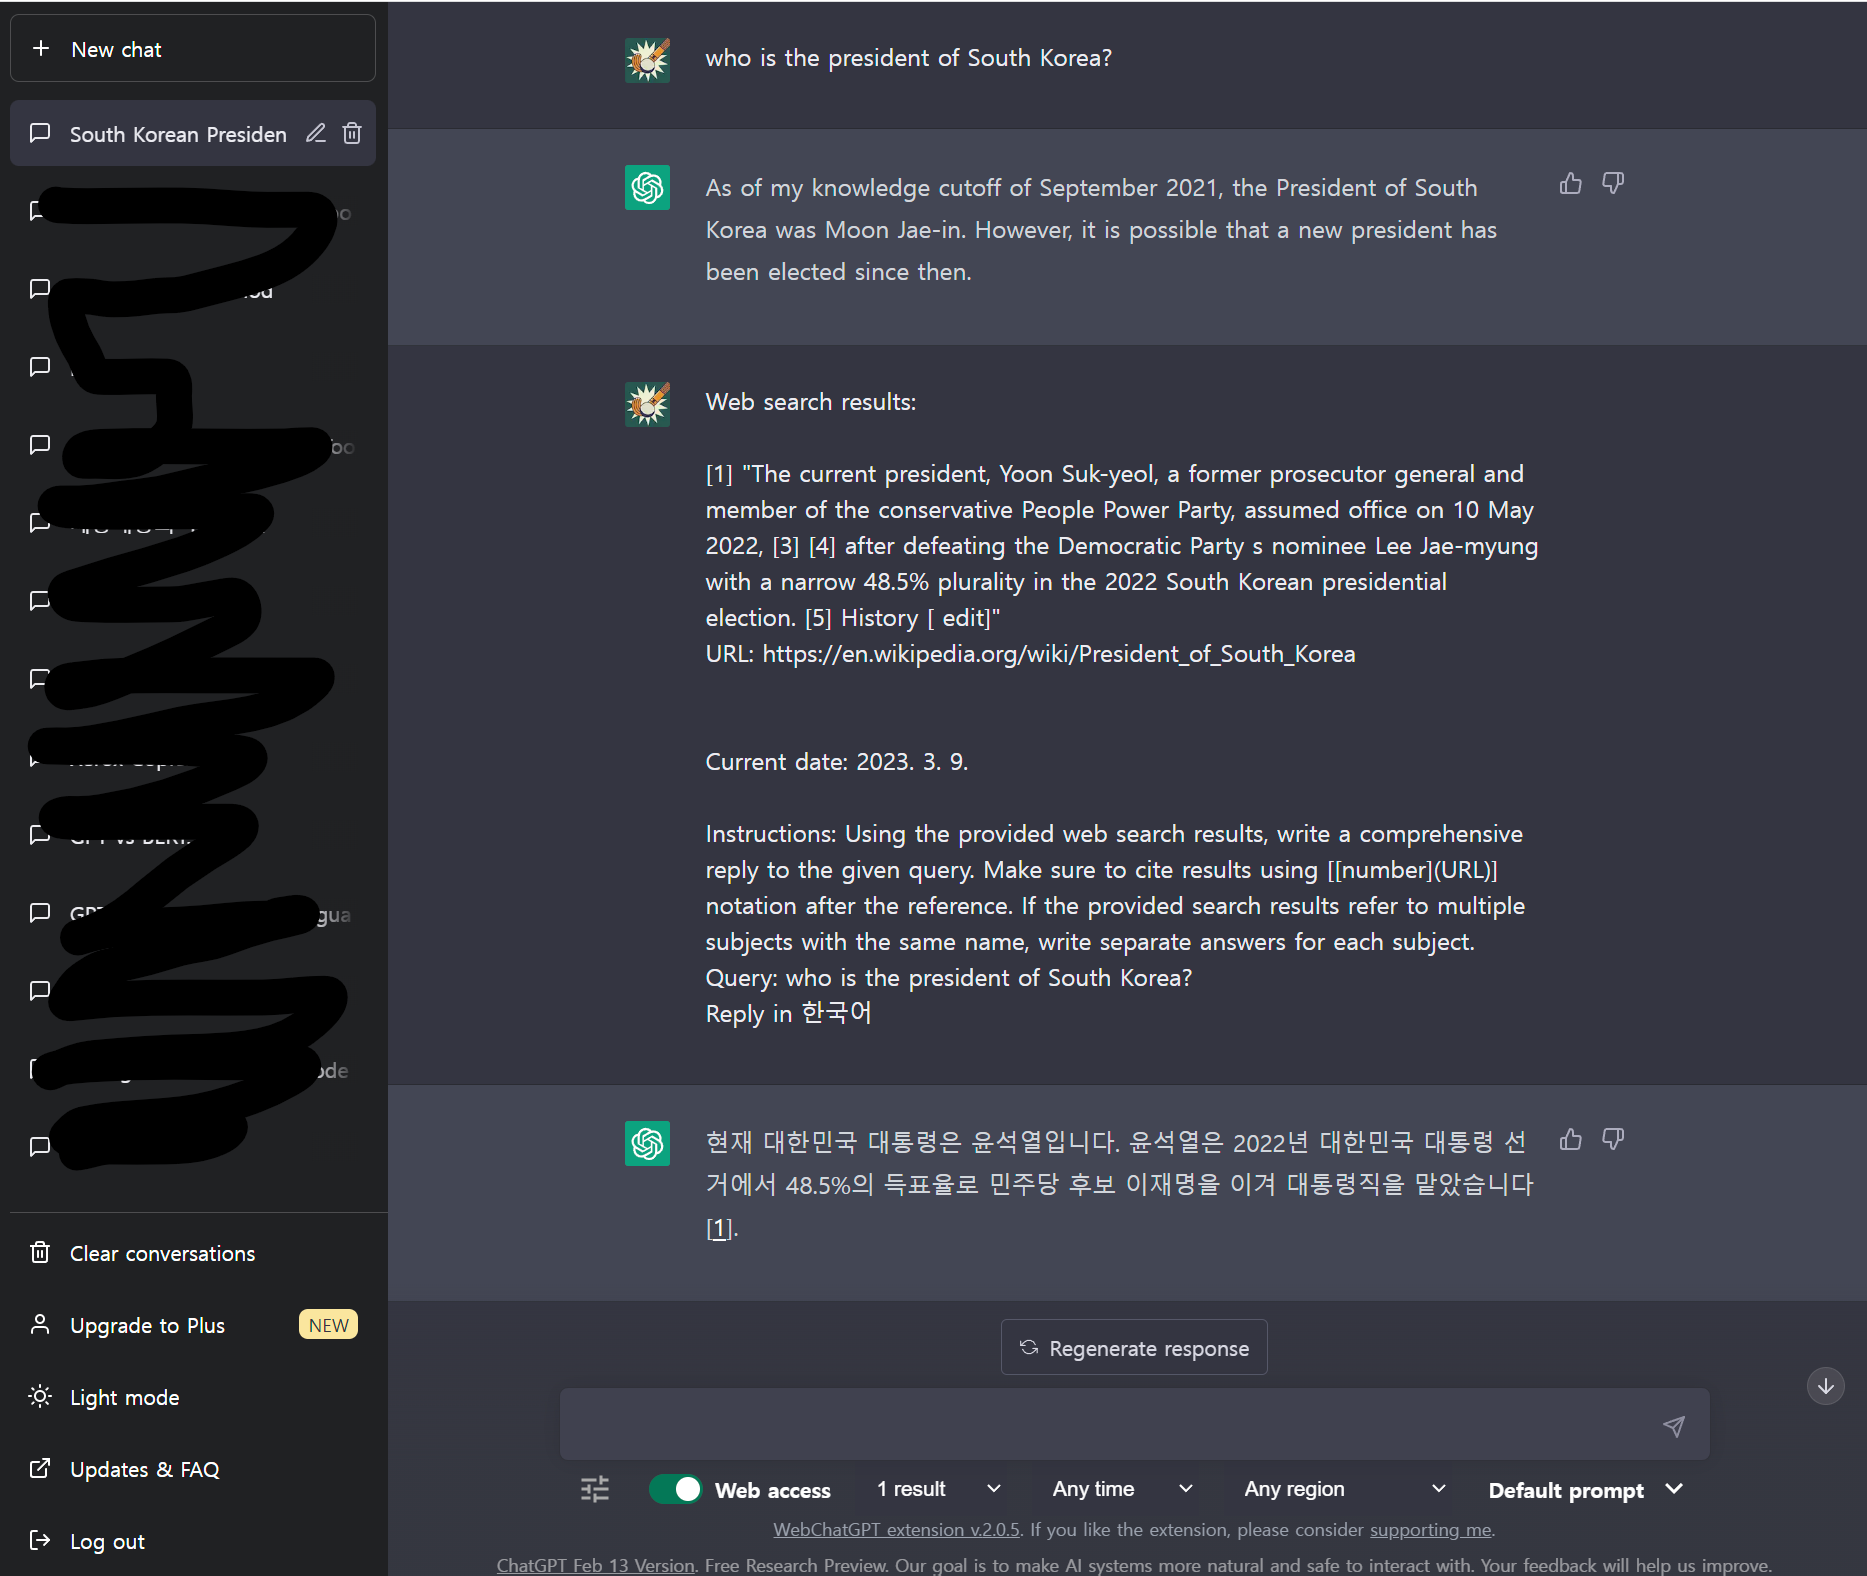 New chat
South Korean Presiden
GPT vs BERT.
gua
Clear conversations
Upgrade to Plus
NEW
Light mode
Updates & FAQ
Log out
who is the president of South Korea?
As of my knowledge cutoff of September 2021, the President of South
Korea was Moon Jae-in. However, it is possible that a new president has
been elected since then.
Web search results:
[1] "The current president, Yoon Suk-yeol, a former prosecutor general and
member of the conservative People Power Party, assumed office on 10 May
2022, [3] [4] after defeating the Democratic Party s nominee Lee Jae-myung
with a narrow 48.5% plurality in the 2022 South Korean presidential
election. [5] History [ edit]"
URL: https://en.wikipedia.org/wiki/President_of_South_Korea
Current date: 2023. 3. 9.
Instructions: Using the provided web search results, write a comprehensive
reply to the given query. Make sure to cite results using [[number](URL)]
notation after the reference. If the provided search results refer to multiple
subjects with the same name, write separate answers for each subject.
Query: who is the president of South Korea?
Reply in 한국어
현재 대한민국 대통령은 윤석열입니다. 윤석열은 2022년 대한민국 대통령 선
거에서 48.5%의 득표율로 민주당 후보 이재명을 이겨 대통령직을 맡았습니다
[1].
Regenerate response
Web access
1 result
Any time
Any region
Default prompt
WebChatGPT extension v.2.0.5. If you like the extension, please consider supporting me.
ChatGPT Feb 13 Version. Free Research Preview. Our goal is to make AI systems more natural and safe to interact with. Your feedback will help us improve.